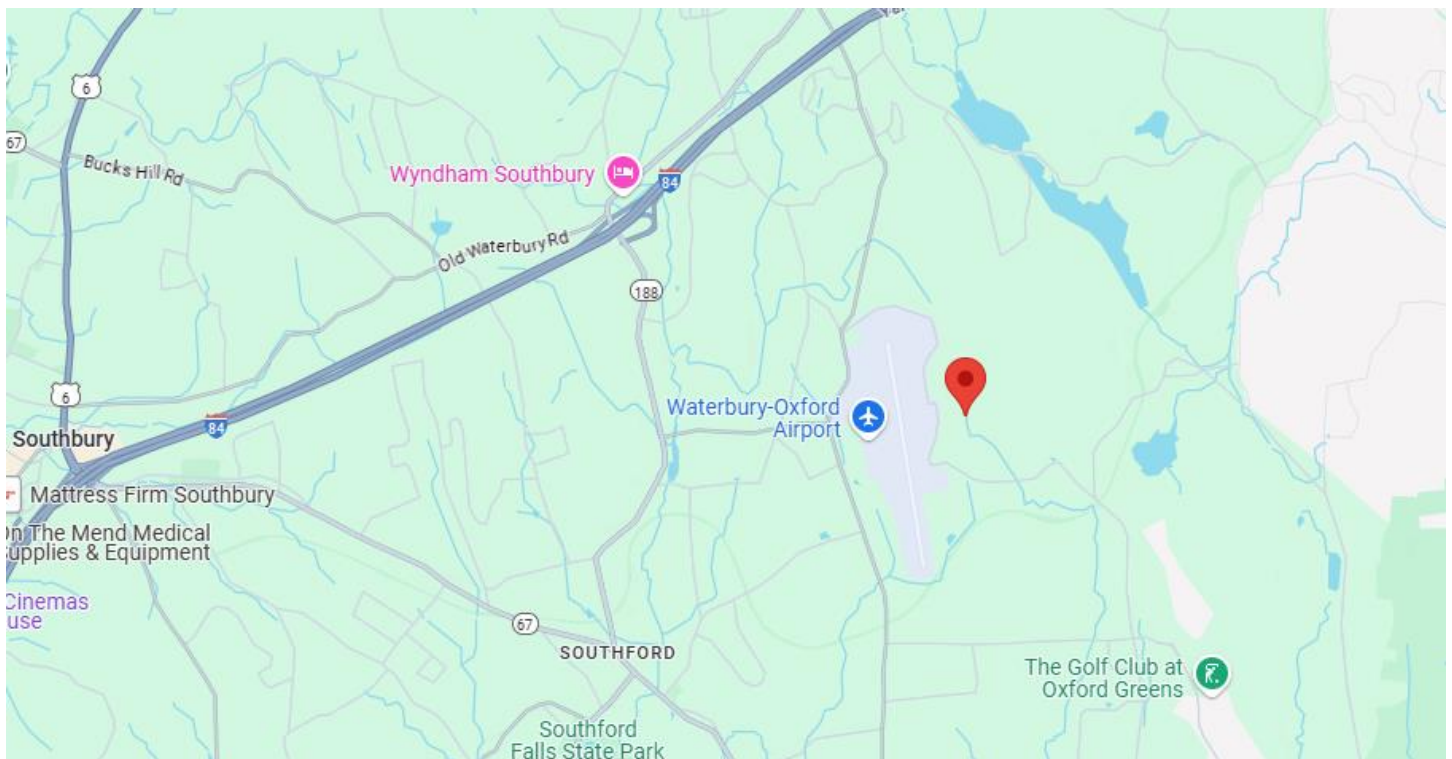 6
67
Bucks Hill Rd
Wyndham Southbury
84
Old Waterbury Rd
188
6
Waterbury-Oxford
Airport
84
Southbury
Mattress Firm Southbury
On The Mend Medical
Supplies & Equipment
Cinemas
use
67
SOUTHFORD
The Golf Club at
Oxford Greens
Southford
Falls State Park